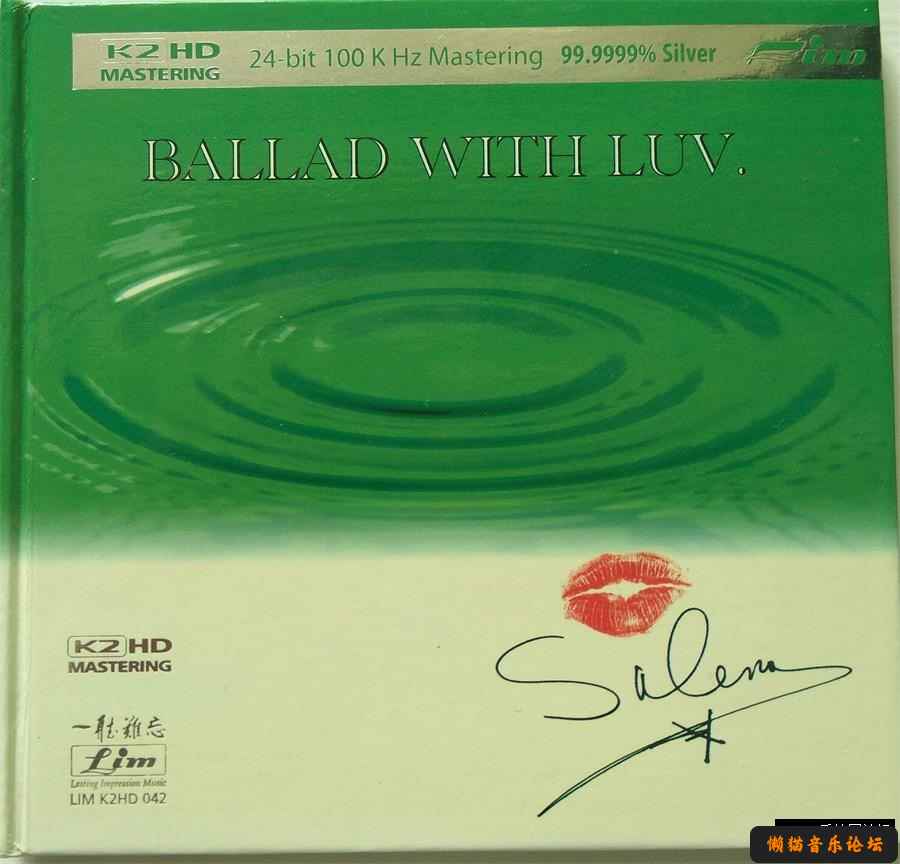 K2 HD
MASTERING
24-bit 100 K Hz Mastering
99.9999% Silver
Lim
BALLAD WITH LUV.
Salena
K2 HD
MASTERING
一聽難忘
Lim
Lasting Impression Music
LIM K2HD 042
懒猫音乐论坛